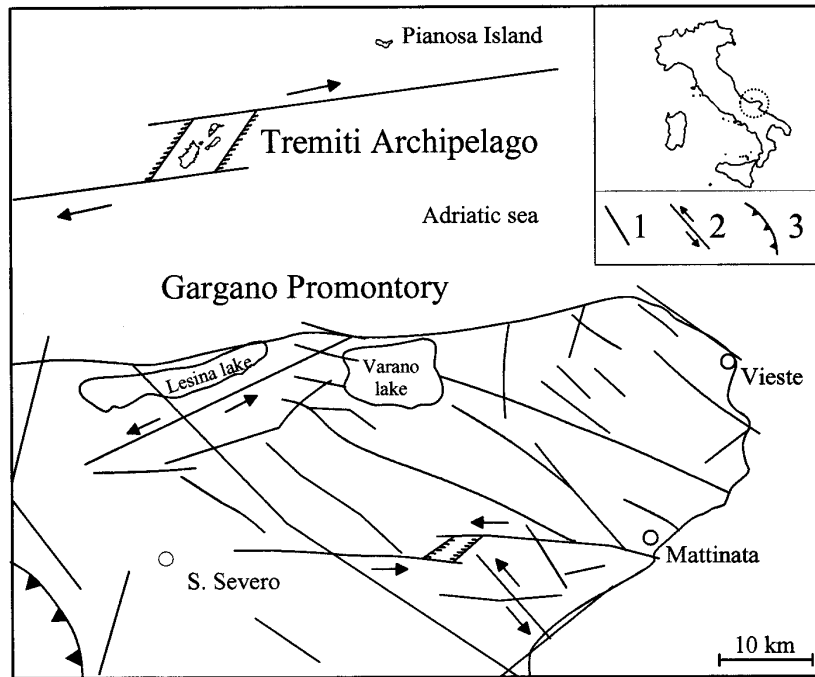 Pianosa Island
Tremiti Archipelago
Adriatic sea
1 2 3
Gargano Promontory
Lesina lake
Varano
lake
Vieste
Mattinata
S. Severo
10 km